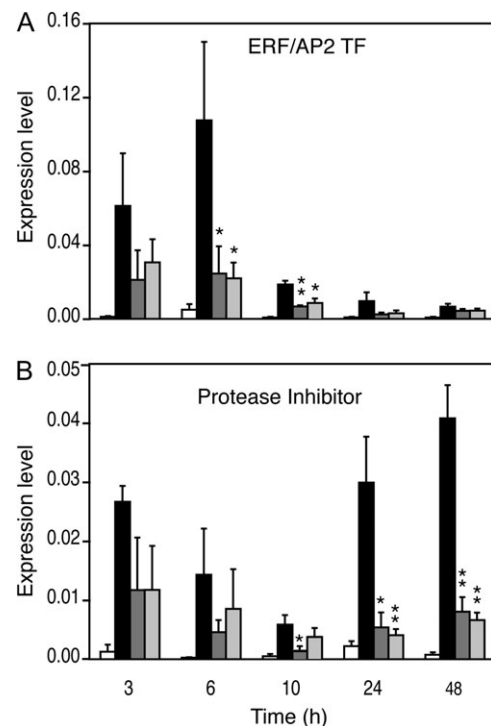 A
ERF/AP2 TF
Expression level
0.16
0.12
0.08
0.04
0.00
*
*
**
*
B
Protease Inhibitor
Expression level
0.05
0.04
0.03
0.02
0.01
0.00
*
*
**
**
**
3 6 10 24 48
Time (h)